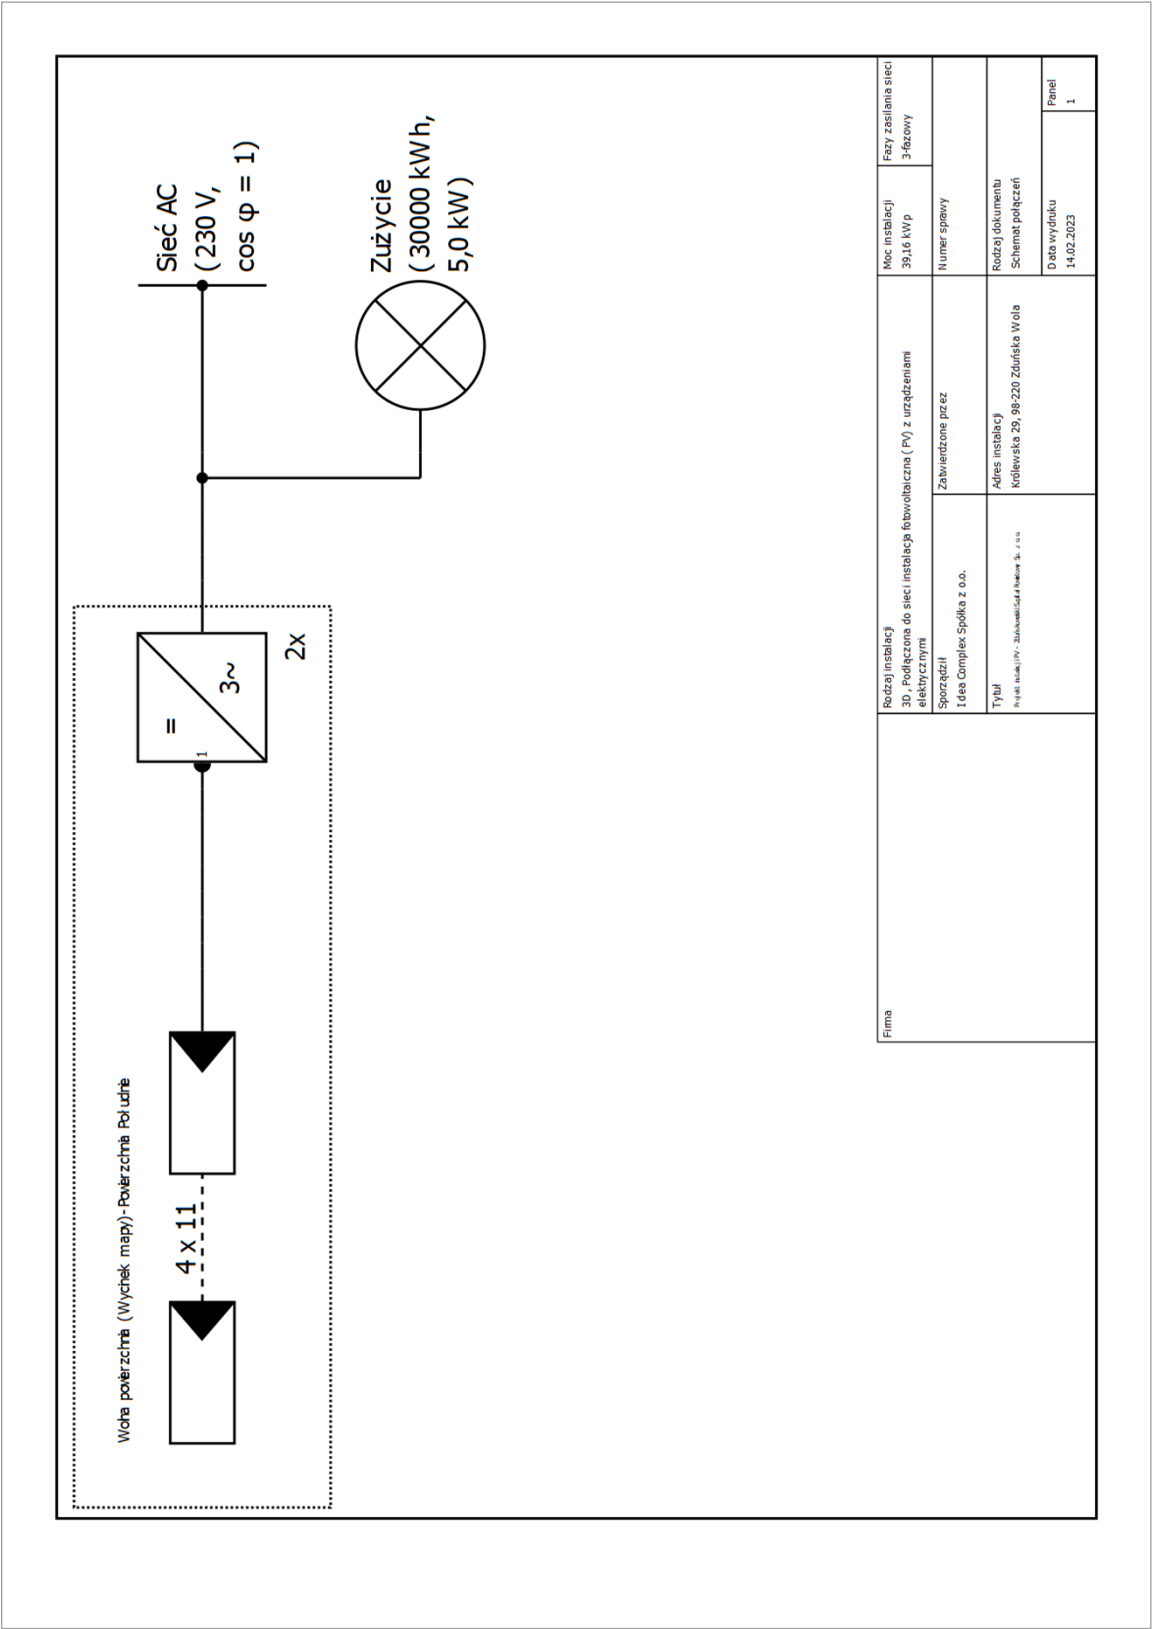 Wolna powierzchnia (Wycinek mapy)-Powierzchnia Południe
4 x 11
=
3~
1
2x
Sieć AC
(230 V,
cos φ = 1)
Zużycie
(30000 kWh,
5,0 kW)
Firma
Rodzaj instalacji
3D, Podłączona do sieci instalacja fotowoltaiczna (PV) z urządzeniami
elektrycznymi
Moc instalacji
39,16 kWp
Fazy zasilania sieci
3-fazowy
Sporządził
Idea Complex Spółka z o.o.
Zatwierdzone przez
Numer sprawy
Tytuł
Adres instalacji
Królewska 29, 98-220 Zduńska Wola
Rodzaj dokumentu
Schemat połączeń
Data wydruku
14.02.2023
Panel
1